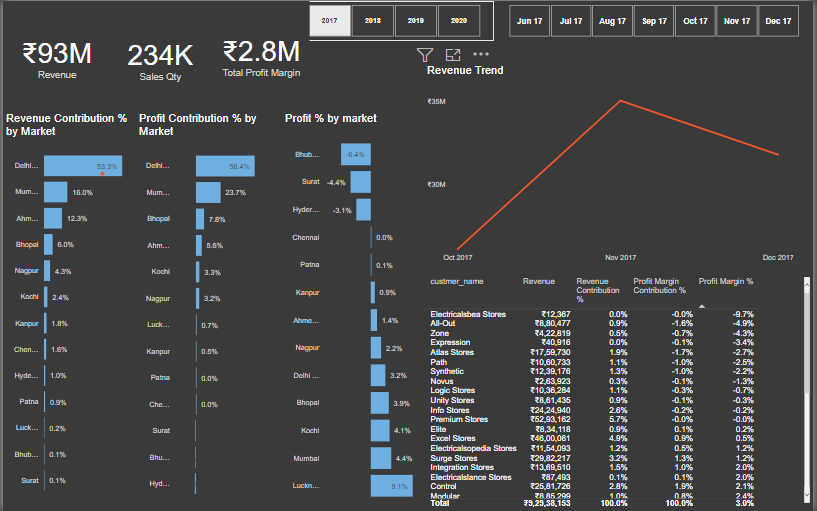 2017 2018 2019 2020 Jun 17 Jul 17 Aug 17 Sep 17 Oct 17 Nov 17 Dec 17
₹93M
Revenue
234K
Sales Qty
₹2.8M
Total Profit Margin
Revenue Contribution %
by Market
Delhi... 53.3%
Mum... 16.0%
Ahm... 12.3%
Bhopal 6.0%
Nagpur 4.3%
Kochi 2.4%
Kanpur 1.8%
Chen... 1.6%
Hyde... 1.0%
Patna 0.9%
Luck... 0.2%
Bhub... 0.1%
Surat 0.1%
Profit Contribution % by
Market
Delhi... 56.4%
Mum... 23.7%
Bhopal 7.8%
Ahm... 5.6%
Kochi 3.3%
Nagpur 3.2%
Luck... 0.7%
Kanpur 0.5%
Patna 0.0%
Che... 0.0%
Surat
Bhu...
Hyd...
Profit % by market
Bhub... -6.4%
Surat -4.4%
Hyder... -3.1%
Chennai 0.0%
Patna 0.1%
Kanpur 0.9%
Ahme... 1.4%
Nagpur 2.2%
Delhi ... 3.2%
Bhopal 3.9%
Kochi 4.1%
Mumbai 4.4%
Luckn... 9.1%
Revenue Trend
₹35M
₹30M
Oct 2017 Nov 2017 Dec 2017
custmer_name Revenue Revenue Contribution % Profit Margin Contribution % Profit Margin %
Electricalsbea Stores ₹12,367 0.0% -0.0% -9.7%
All-Out ₹8,80,477 0.9% -1.6% -4.9%
Zone ₹4,22,819 0.5% -0.7% -4.3%
Expression ₹40,916 0.0% -0.1% -3.4%
Atlas Stores ₹17,59,730 1.9% -1.7% -2.7%
Path ₹10,60,733 1.1% -1.0% -2.5%
Synthetic ₹12,39,176 1.3% -1.0% -2.2%
Novus ₹2,63,923 0.3% -0.1% -1.3%
Logic Stores ₹10,36,284 1.1% -0.3% -0.7%
Unity Stores ₹8,61,435 0.9% -0.1% -0.3%
Info Stores ₹24,24,940 2.6% -0.2% -0.2%
Premium Stores ₹52,93,162 5.7% -0.0% -0.0%
Elite ₹8,34,118 0.9% 0.1% 0.2%
Excel Stores ₹46,00,061 4.9% 0.9% 0.5%
Electricalsopedia Stores ₹11,54,093 1.2% 0.5% 1.2%
Surge Stores ₹29,82,217 3.2% 1.3% 1.2%
Integration Stores ₹13,69,510 1.5% 1.0% 2.0%
Electricalslance Stores ₹87,493 0.1% 0.1% 2.0%
Control ₹25,81,726 2.8% 1.9% 2.1%
Modular ₹8,85,299 1.0% 0.8% 2.4%
Total ₹9,29,38,153 100.0% 100.0% 3.0%